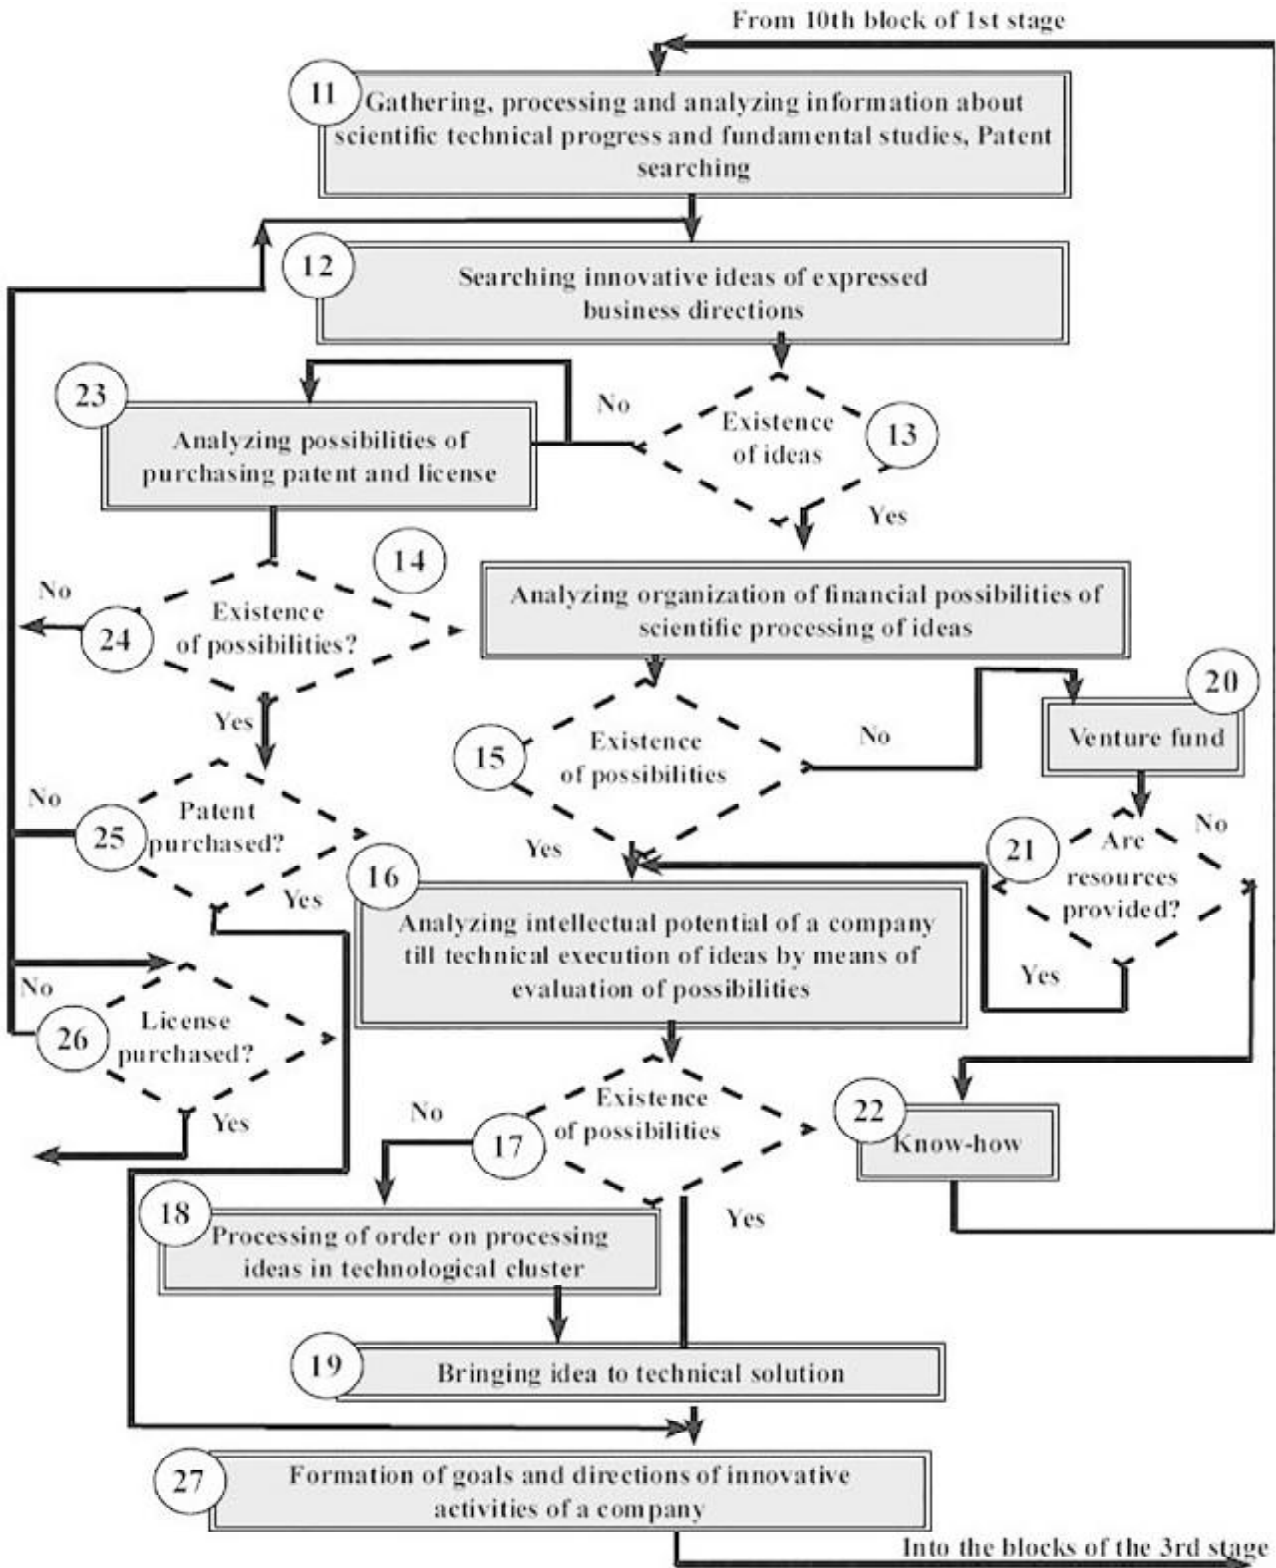 From 10th block of 1st stage
11
Gathering, processing and analyzing information about
scientific technical progress and fundamental studies, Patent
searching
12
Searching innovative ideas of expressed
business directions
23
Analyzing possibilities of
purchasing patent and license
No
Existence
of ideas
13
Yes
14
Analyzing organization of financial possibilities of
scientific processing of ideas
No
24
Existence
of possibilities?
Yes
15
Existence
of possibilities
No
20
Venture fund
No
25
Patent
purchased?
Yes
Yes
21
Are
resources
provided?
No
Yes
16
Analyzing intellectual potential of a company
till technical execution of ideas by means of
evaluation of possibilities
No
26
License
purchased?
Yes
No
17
Existence
of possibilities
Yes
22
Know-how
18
Processing of order on processing
ideas in technological cluster
19
Bringing idea to technical solution
27
Formation of goals and directions of innovative
activities of a company
Into the blocks of the 3rd stage